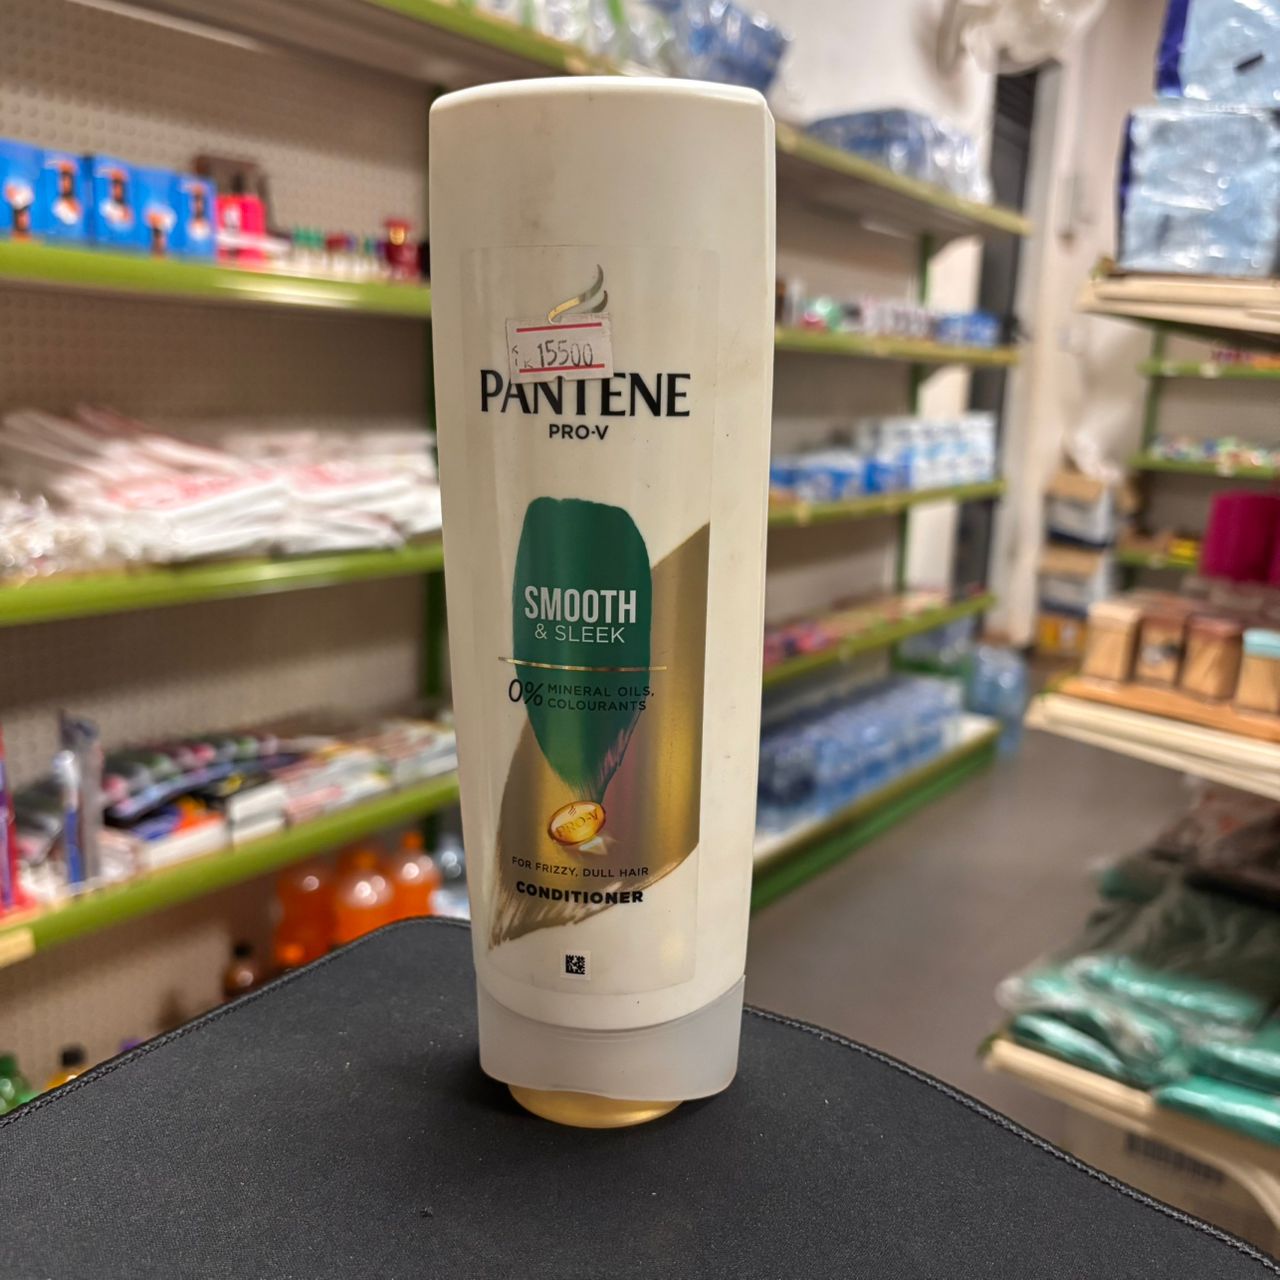 15500
PANTENE
PRO-V
SMOOTH
& SLEEK
0% MINERAL OILS,
COLOURANTS
PRO-V
FOR FRIZZY, DULL HAIR
CONDITIONER